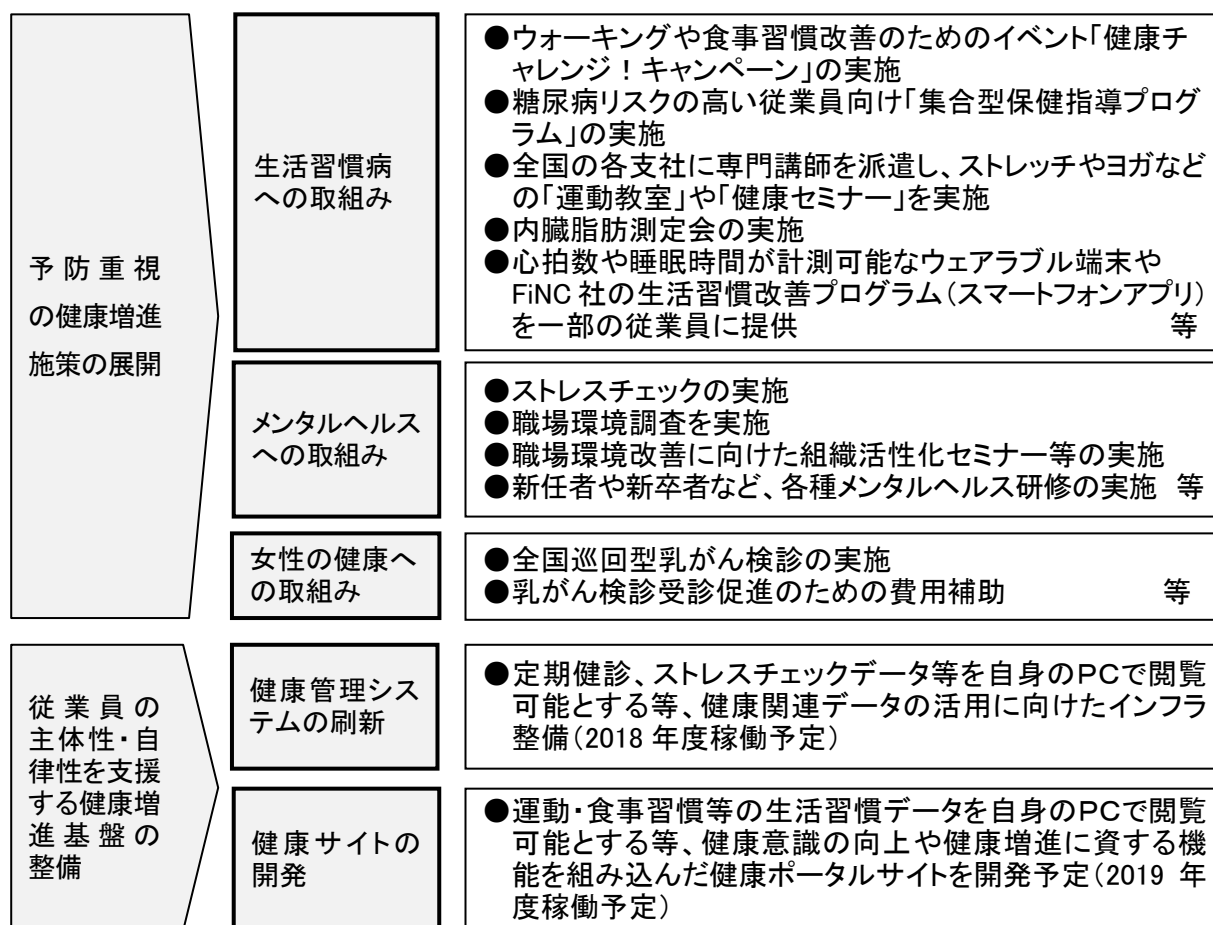 予防重視
の健康増進
施策の展開
生活習慣病
への取組み
●ウォーキングや食事習慣改善のためのイベント「健康チ
ャレンジ！キャンペーン」の実施
●糖尿病リスクの高い従業員向け「集合型保健指導プログ
ラム」の実施
●全国の各支社に専門講師を派遣し、ストレッチやヨガなど
の「運動教室」や「健康セミナー」を実施
●内臓脂肪測定会の実施
●心拍数や睡眠時間が計測可能なウェアラブル端末や
FiNC 社の生活習慣改善プログラム（スマートフォンアプリ）
を一部の従業員に提供 等
メンタルヘルス
への取組み
●ストレスチェックの実施
●職場環境調査を実施
●職場環境改善に向けた組織活性化セミナー等の実施
●新任者や新卒者など、各種メンタルヘルス研修の実施 等
女性の健康へ
の取組み
●全国巡回型乳がん検診の実施
●乳がん検診受診促進のための費用補助 等
従業員の
主体性・自
律性を支援
する健康増
進基盤の
整備
健康管理シス
テムの刷新
●定期健診、ストレスチェックデータ等を自身のＰＣで閲覧
可能とする等、健康関連データの活用に向けたインフラ
整備（2018 年度稼働予定）
健康サイトの
開発
●運動・食事習慣等の生活習慣データを自身のＰＣで閲覧
可能とする等、健康意識の向上や健康増進に資する機
能を組み込んだ健康ポータルサイトを開発予定（2019 年
度稼働予定）